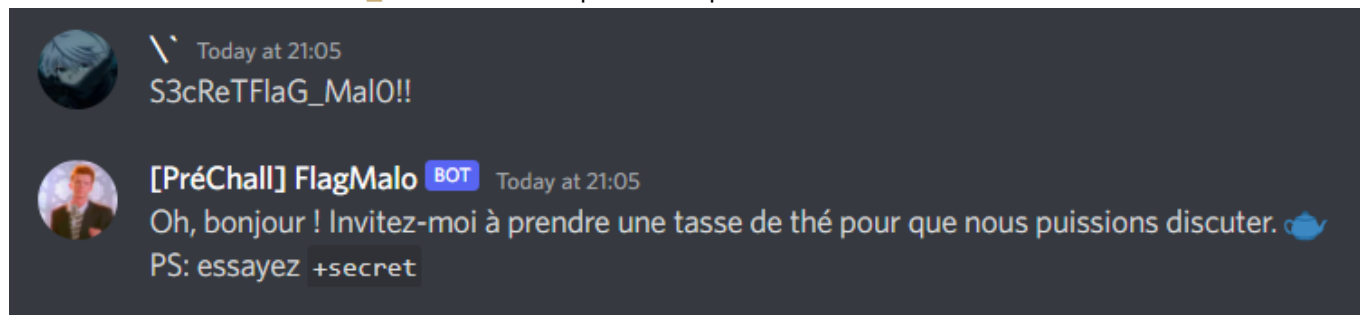 \` Today at 21:05
S3cReTFlaG_Mal0!!
[PréChall] FlagMalo BOT Today at 21:05
Oh, bonjour ! Invitez-moi à prendre une tasse de thé pour que nous puissions discuter.
PS: essayez +secret